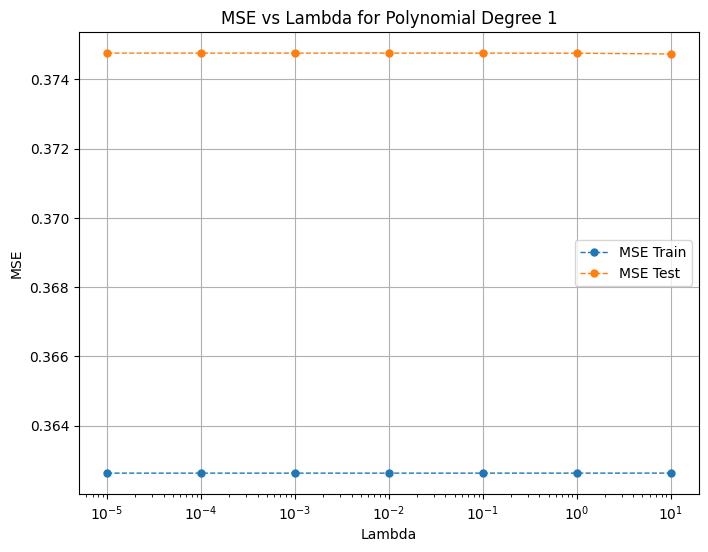 MSE vs Lambda for Polynomial Degree 1
0.374
0.372
0.370
0.368
0.366
0.364
MSE
MSE Train
MSE Test
10⁻⁵ 10⁻⁴ 10⁻³ 10⁻² 10⁻¹ 10⁰ 10¹
Lambda